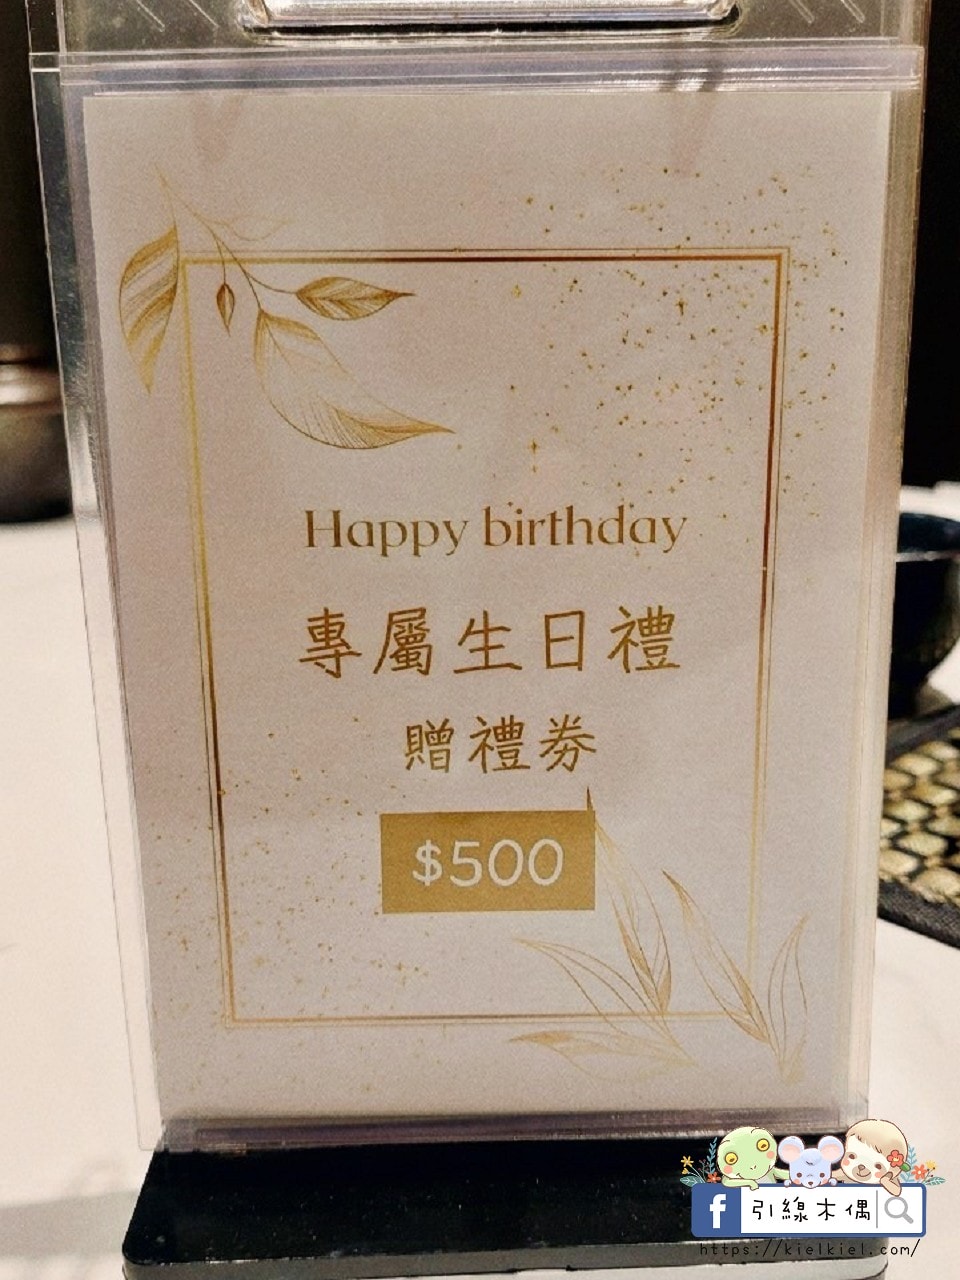 Happy birthday
專屬生日禮
贈禮券
$500
f 引線木偶
https://kielkiel.com/